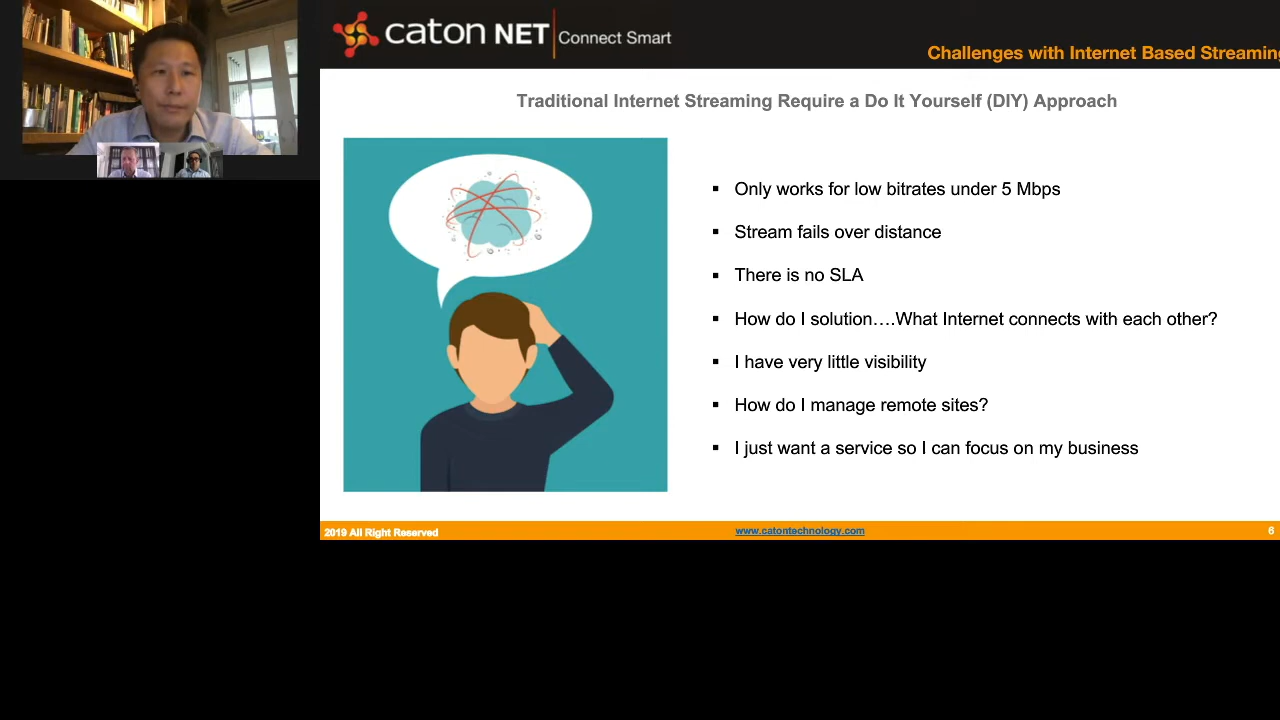 caton NET Connect Smart
Challenges with Internet Based Streaming
Traditional Internet Streaming Require a Do It Yourself (DIY) Approach
▪ Only works for low bitrates under 5 Mbps
▪ Stream fails over distance
▪ There is no SLA
▪ How do I solution….What Internet connects with each other?
▪ I have very little visibility
▪ How do I manage remote sites?
▪ I just want a service so I can focus on my business
2019 All Right Reserved
www.catontechnology.com
6